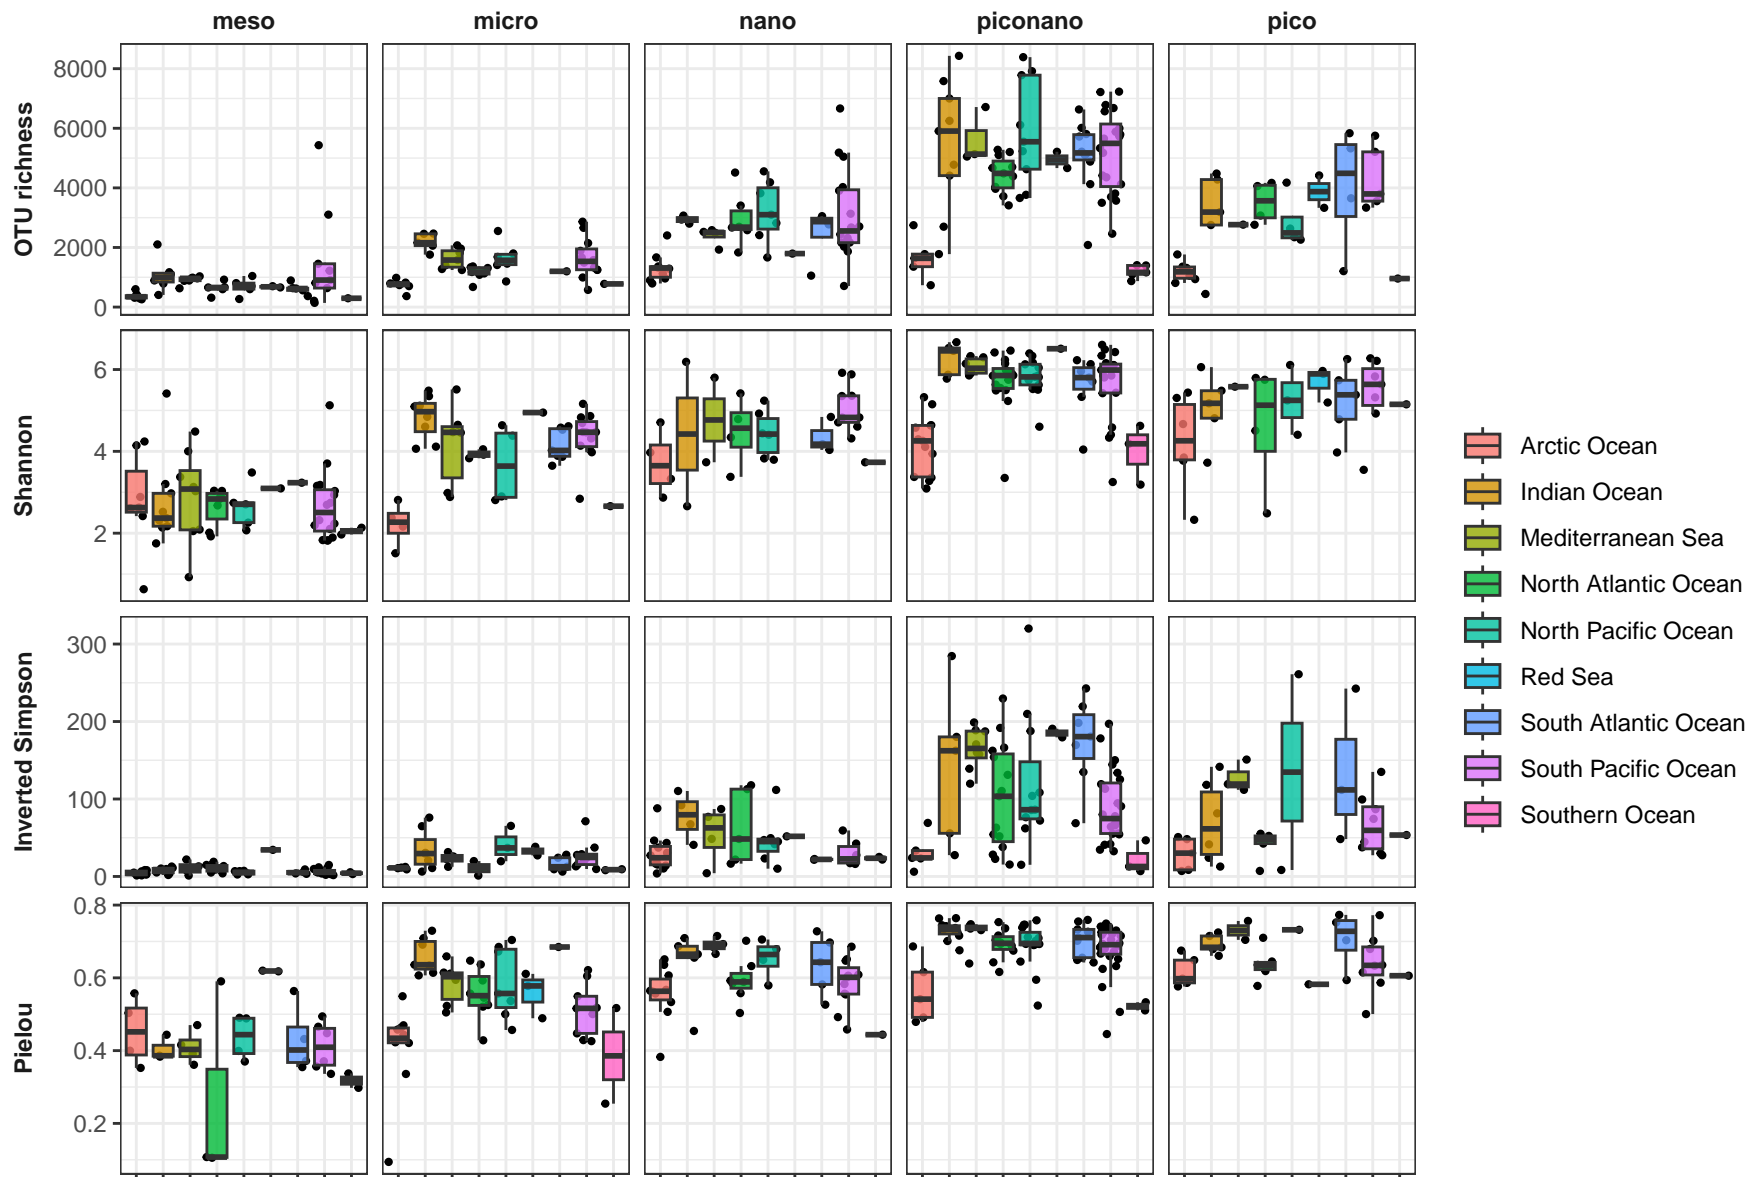 meso micro nano piconano pico
OTU richness
8000
6000
4000
2000
0
Shannon
6
4
2
Inverted Simpson
300
200
100
0
Pielou
0.8
0.6
0.4
0.2
Arctic Ocean
Indian Ocean
Mediterranean Sea
North Atlantic Ocean
North Pacific Ocean
Red Sea
South Atlantic Ocean
South Pacific Ocean
Southern Ocean